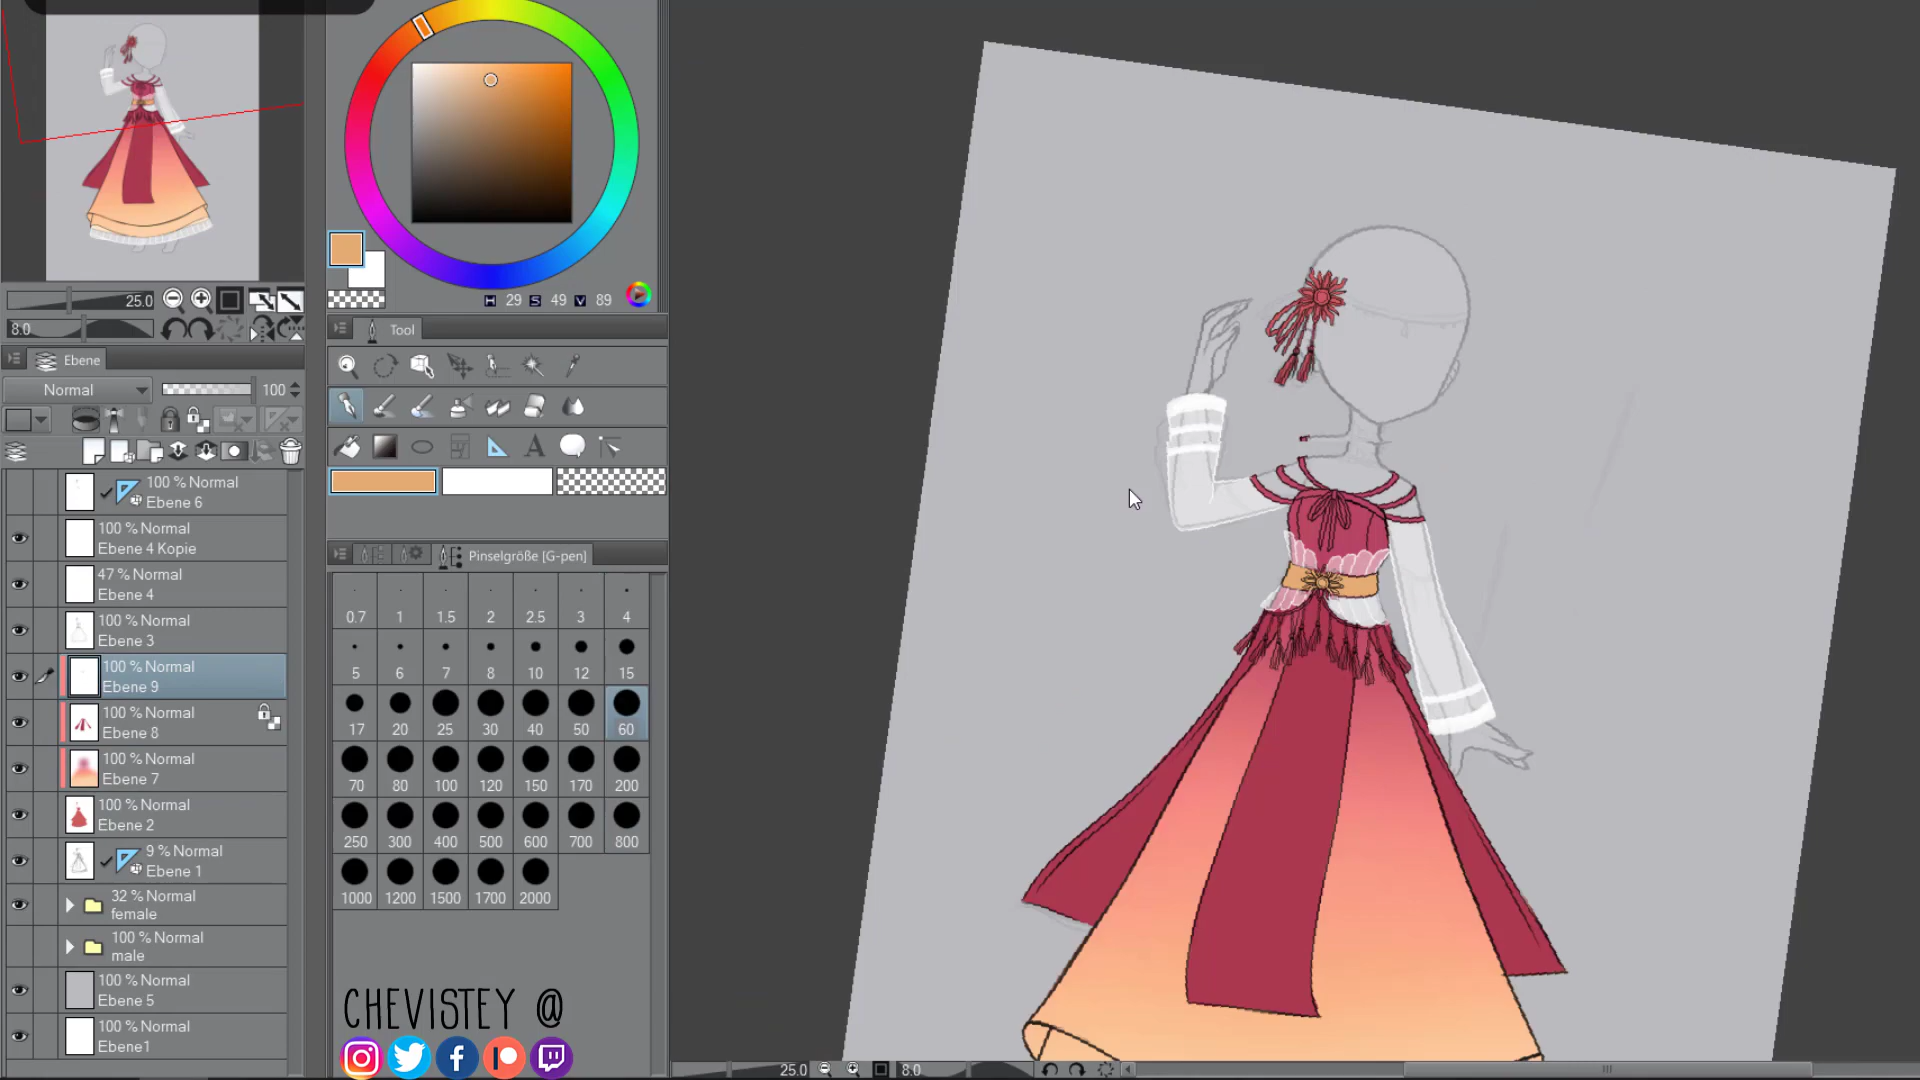 H 29 S 49 V 89
25.0
Tool
8.0
Ebene
Normal 100
100 % Normal
Ebene 6
100 % Normal
Ebene 4 Kopie
47 % Normal
Ebene 4
100 % Normal
Ebene 3
100 % Normal
Ebene 9
100 % Normal
Ebene 8
100 % Normal
Ebene 7
100 % Normal
Ebene 2
9 % Normal
Ebene 1
32 % Normal
female
100 % Normal
male
100 % Normal
Ebene 5
100 % Normal
Ebene1
A
Pinselgröße [G-pen]
0.7 1 1.5 2 2.5 3 4
5 6 7 8 10 12 15
17 20 25 30 40 50 60
70 80 100 120 150 170 200
250 300 400 500 600 700 800
1000 1200 1500 1700 2000
CHEVISTEY @
25.0 8.0